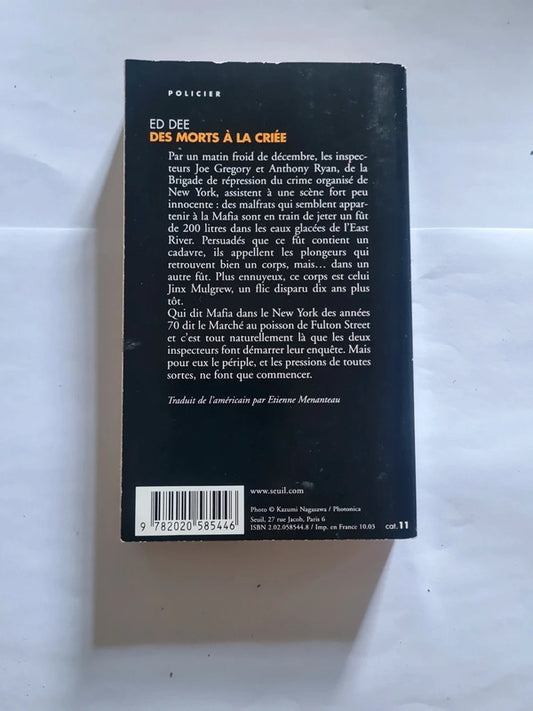 POLICIER
ED DEE
DES MORTS À LA CRIÉE
Par un matin froid de décembre, les inspec-
teurs Joe Gregory et Anthony Ryan, de la
Brigade de répression du crime organisé de
New York, assistent à une scène fort peu
innocente : des malfrats qui semblent appar-
tenir à la Mafia sont en train de jeter un fût
de 200 litres dans les eaux glacées de l'East
River. Persuadés que ce fût contient un
cadavre, ils appellent les plongeurs qui
retrouvent bien un corps, mais... dans un
autre fût. Plus ennuyeux, ce corps est celui
Jinx Mulgrew, un flic disparu dix ans plus
tôt.
Qui dit Mafia dans le New York des années
70 dit le Marché au poisson de Fulton Street
et c'est tout naturellement là que les deux
inspecteurs font démarrer leur enquête. Mais
pour eux le périple, et les pressions de toutes
sortes, ne font que commencer.
Traduit de l'américain par Etienne Menanteau
www.seuil.com
Photo © Kazumi Nagasawa / Photonica
Seuil, 27 rue Jacob, Paris 6
ISBN 2.02.058544.8 / Imp. en France 10.03
cat. 11
9 782020 585446